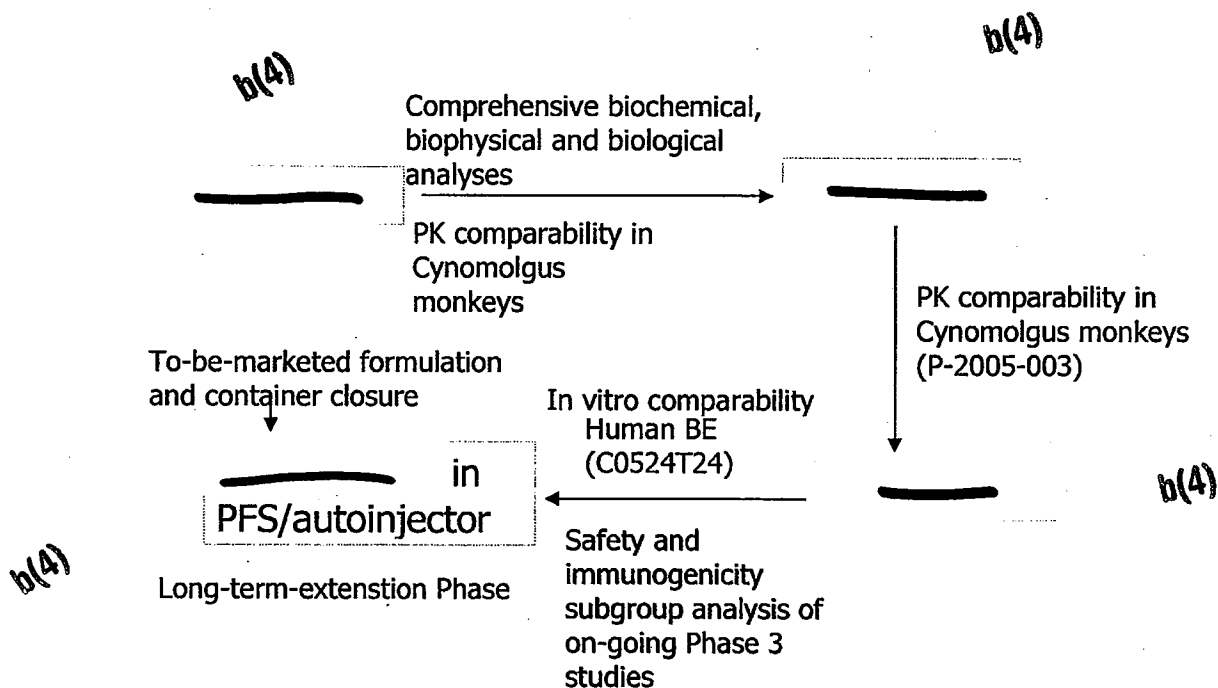 b(4)
b(4)
Comprehensive biochemical,
biophysical and biological
analyses
PK comparability in
Cynomolgus
monkeys
PK comparability in
Cynomolgus monkeys
(P-2005-003)
To-be-marketed formulation
and container closure
In vitro comparability
Human BE
(C0524T24)
in
PFS/autoinjector
b(4)
b(4)
Long-term-extenstion Phase
Safety and
immunogenicity
subgroup analysis of
on-going Phase 3
studies